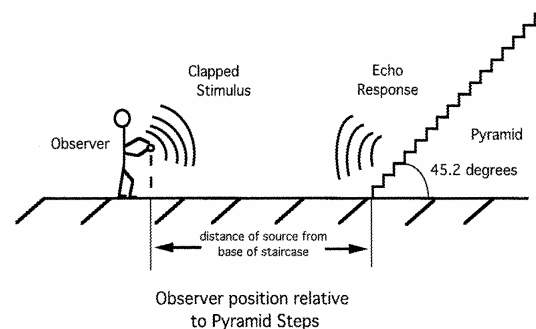 Clapped
Stimulus
Echo
Response
Observer
Pyramid
45.2 degrees
distance of source from
base of staircase
Observer position relative
to Pyramid Steps